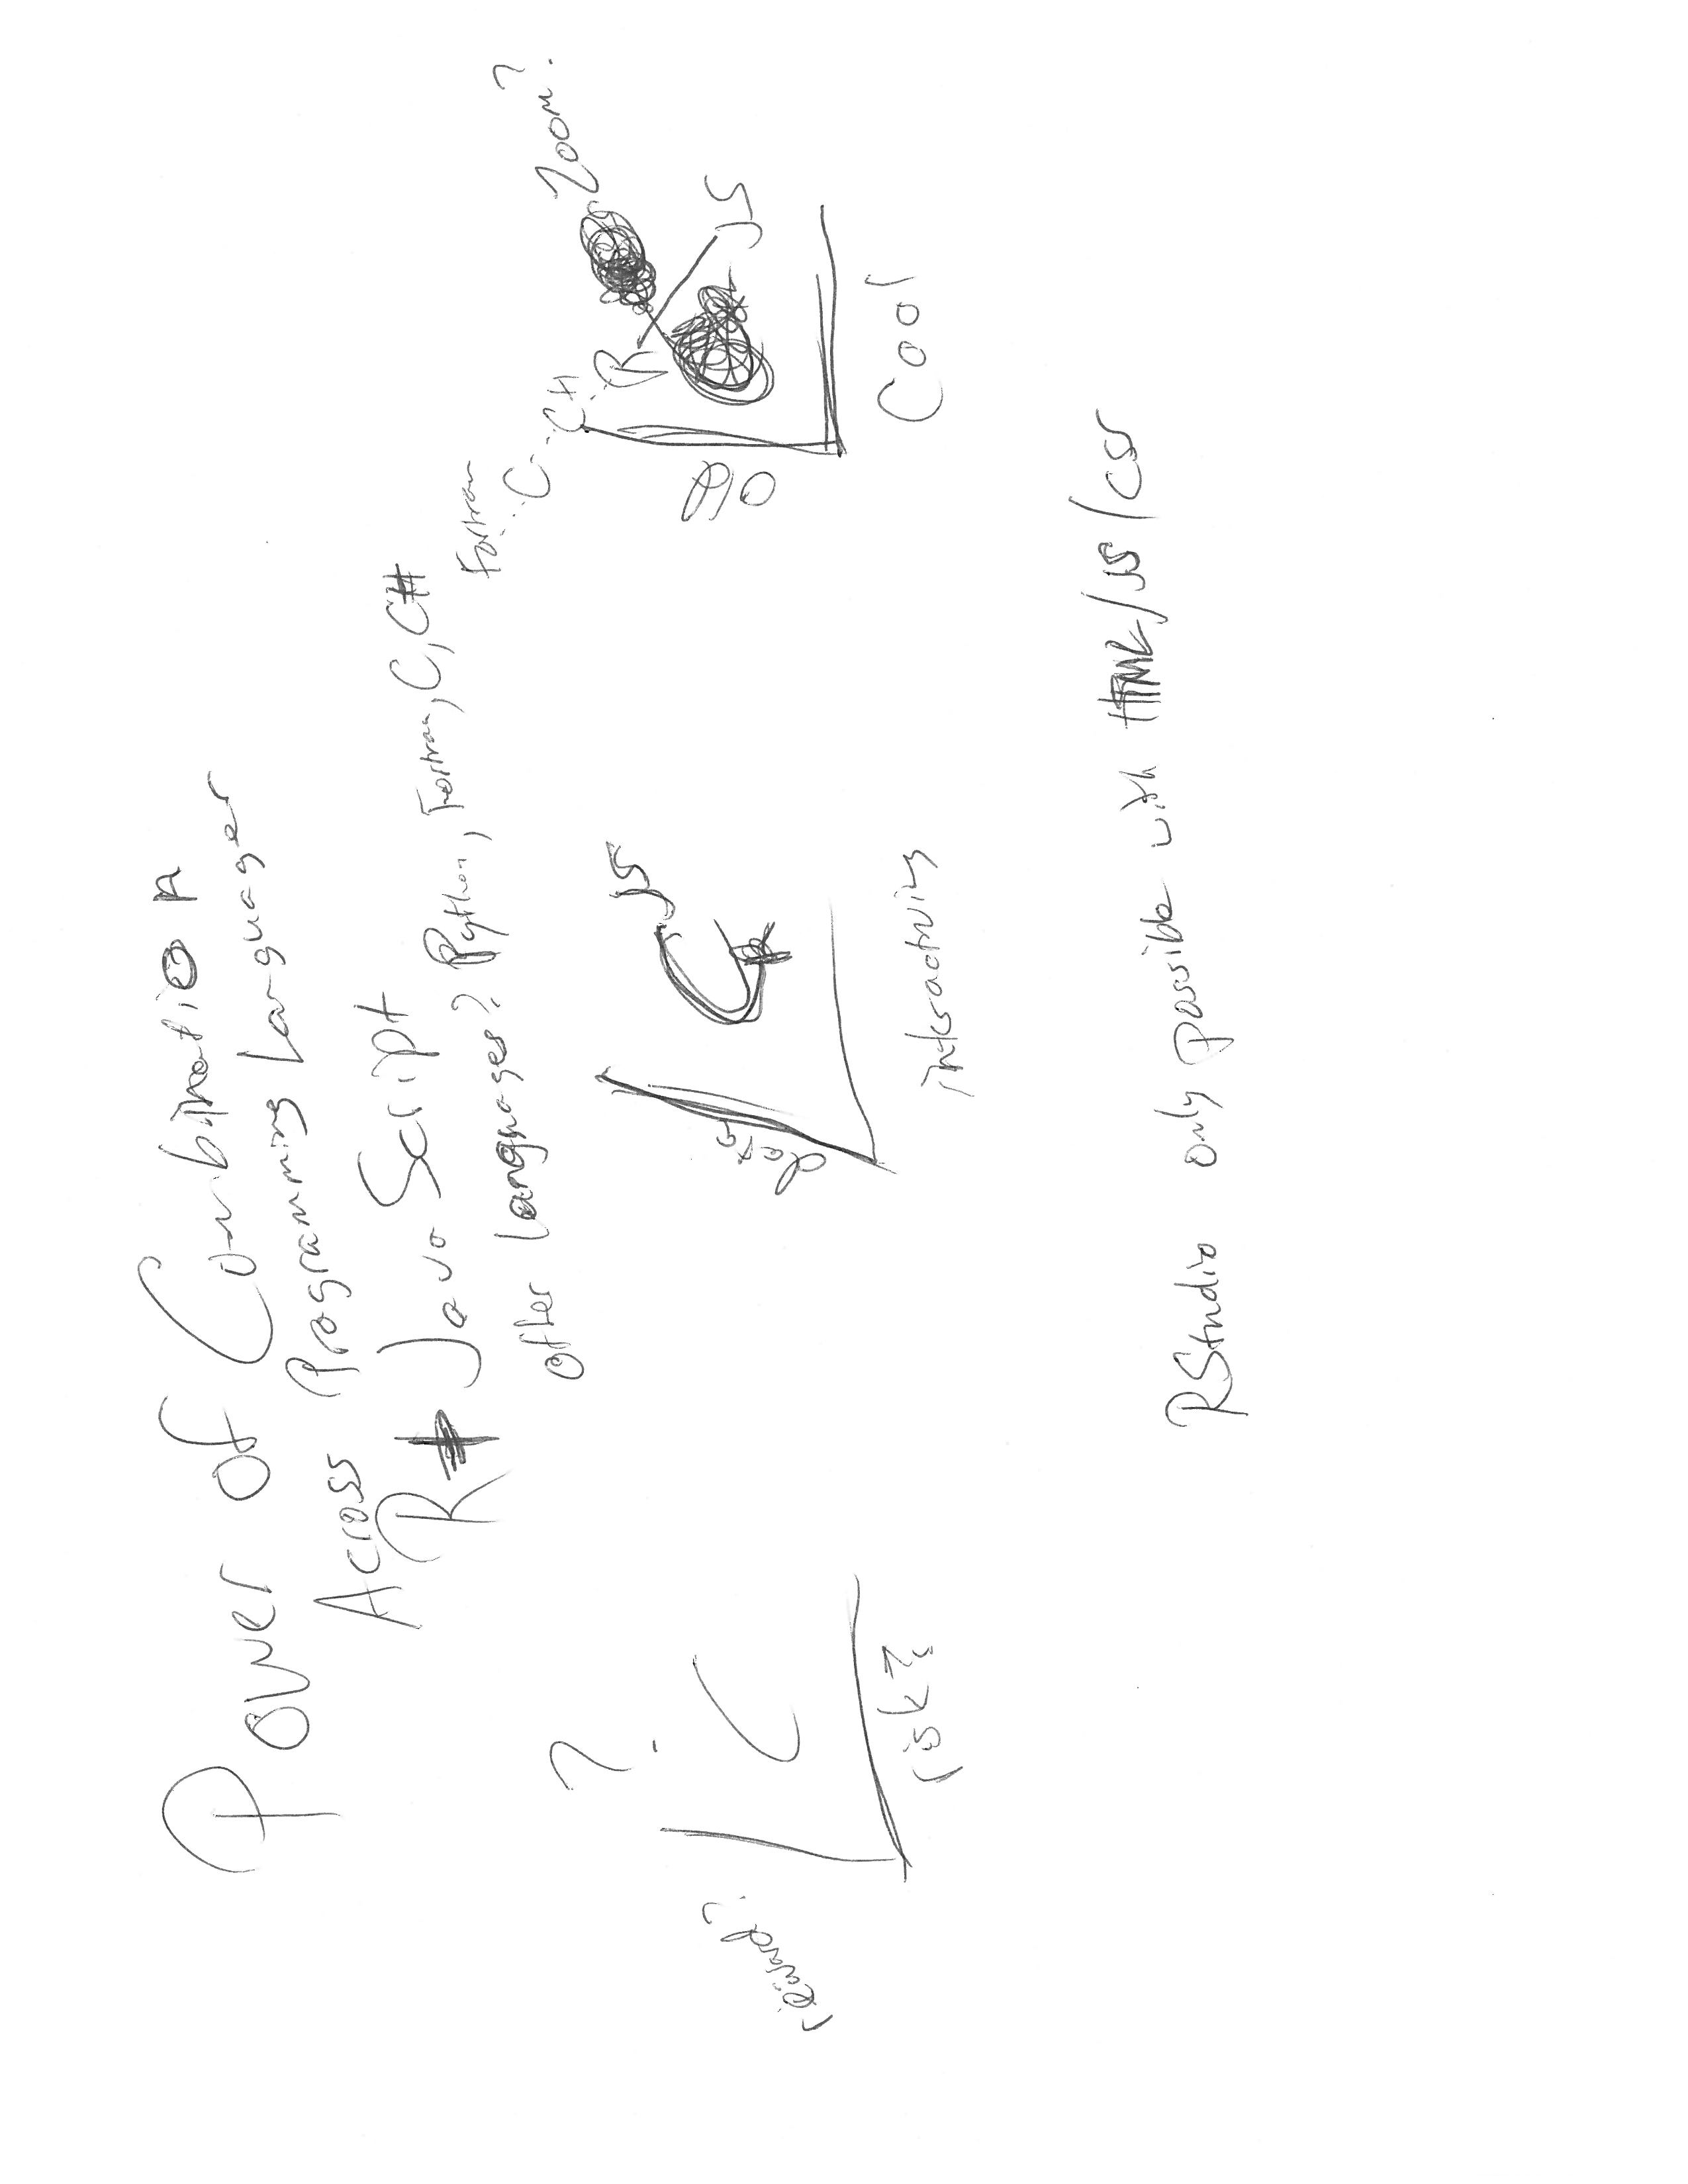 Power of Combination
Across Programming Languages
R + JavaScript
other languages? Python, Fortran, C, C#
Fortran
C
C#
R
Zoom?
JS
old
Cool
?
reward?
risk?
JS
R
data
RStudio only possible with HTML/JS/CSS